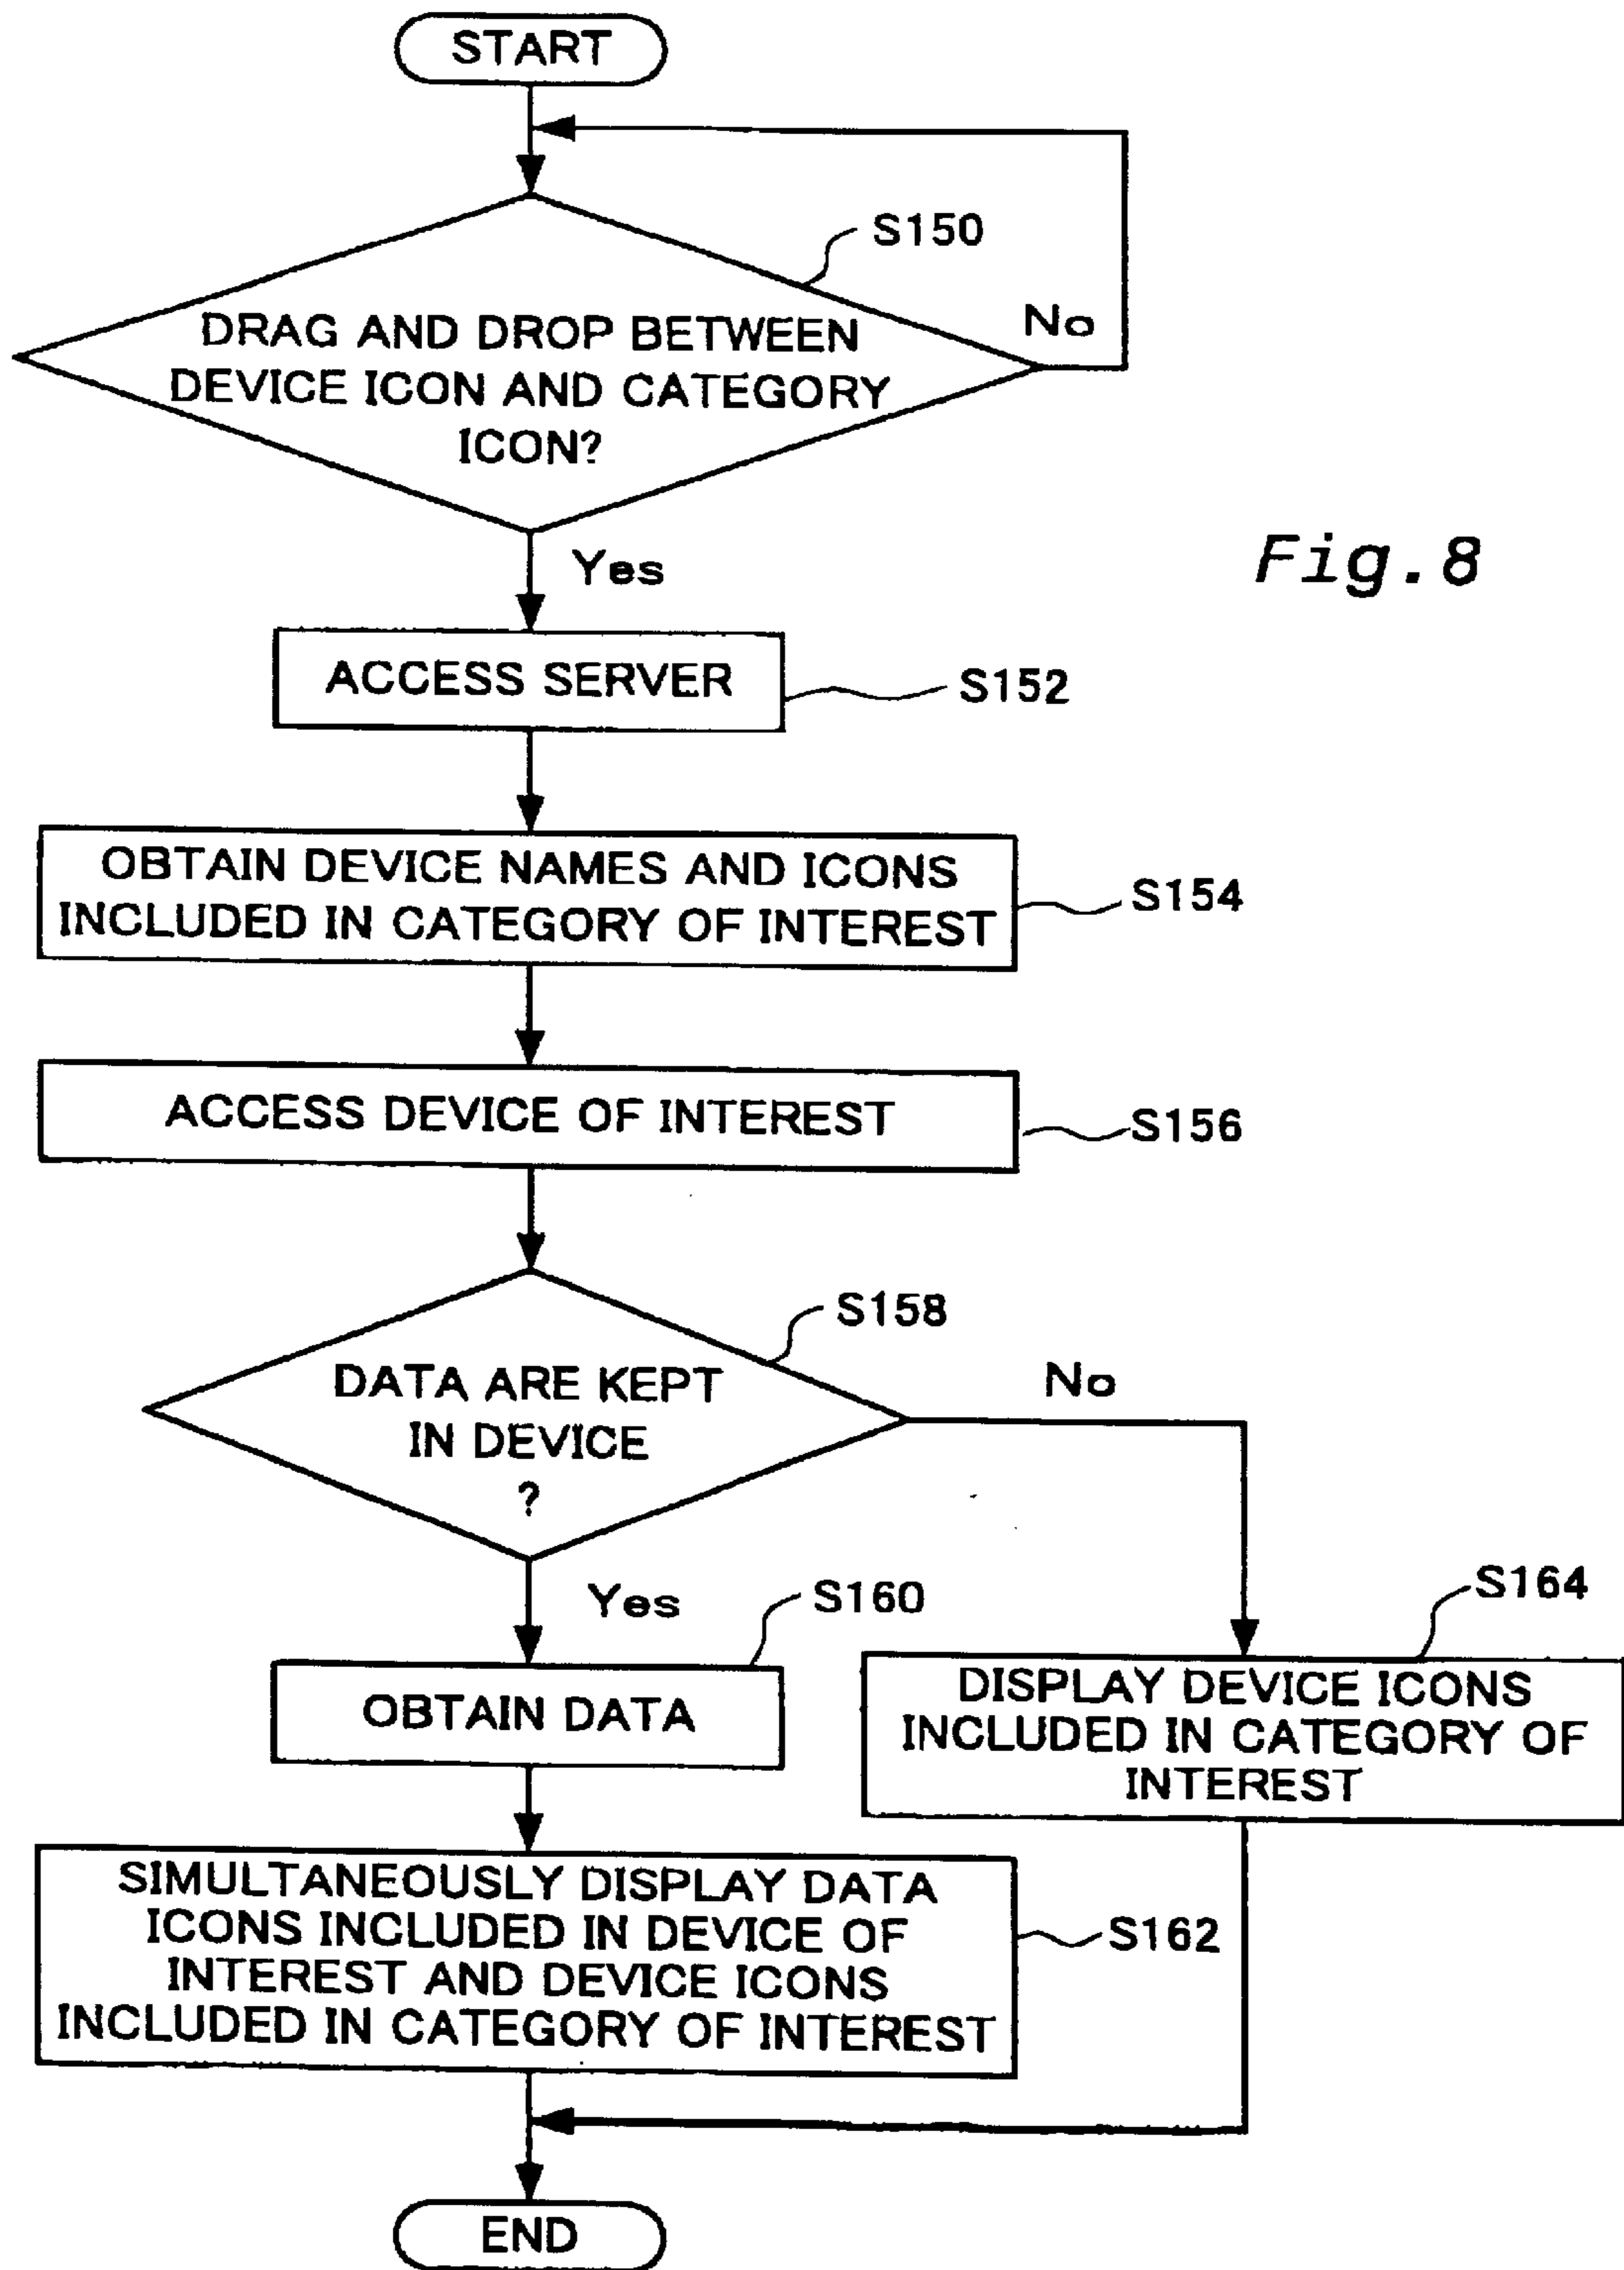 START
S150
DRAG AND DROP BETWEEN
DEVICE ICON AND CATEGORY
ICON?
No
Yes
Fig.8
ACCESS SERVER
S152
OBTAIN DEVICE NAMES AND ICONS
INCLUDED IN CATEGORY OF INTEREST
S154
ACCESS DEVICE OF INTEREST
S156
S158
DATA ARE KEPT
IN DEVICE
?
No
Yes
S160
OBTAIN DATA
S164
DISPLAY DEVICE ICONS
INCLUDED IN CATEGORY OF
INTEREST
SIMULTANEOUSLY DISPLAY DATA
ICONS INCLUDED IN DEVICE OF
INTEREST AND DEVICE ICONS
INCLUDED IN CATEGORY OF INTEREST
S162
END